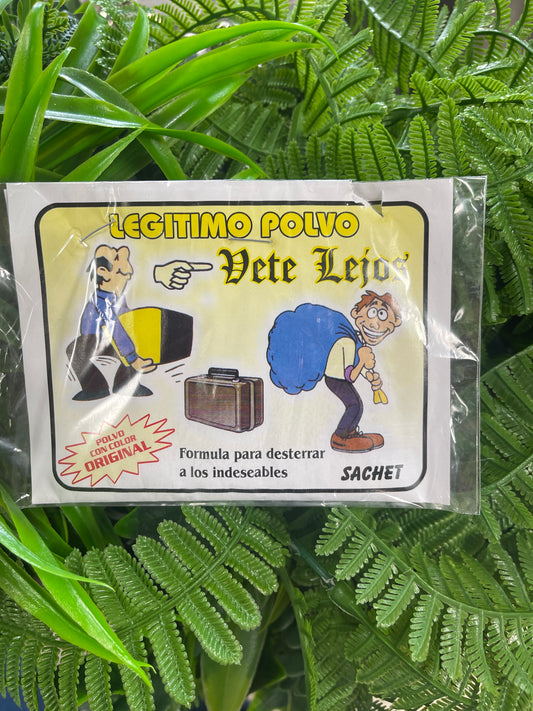 LEGITIMO POLVO
Vete Lejos
POLVO
CON COLOR
ORIGINAL
Formula para desterrar
a los indeseables
SACHET